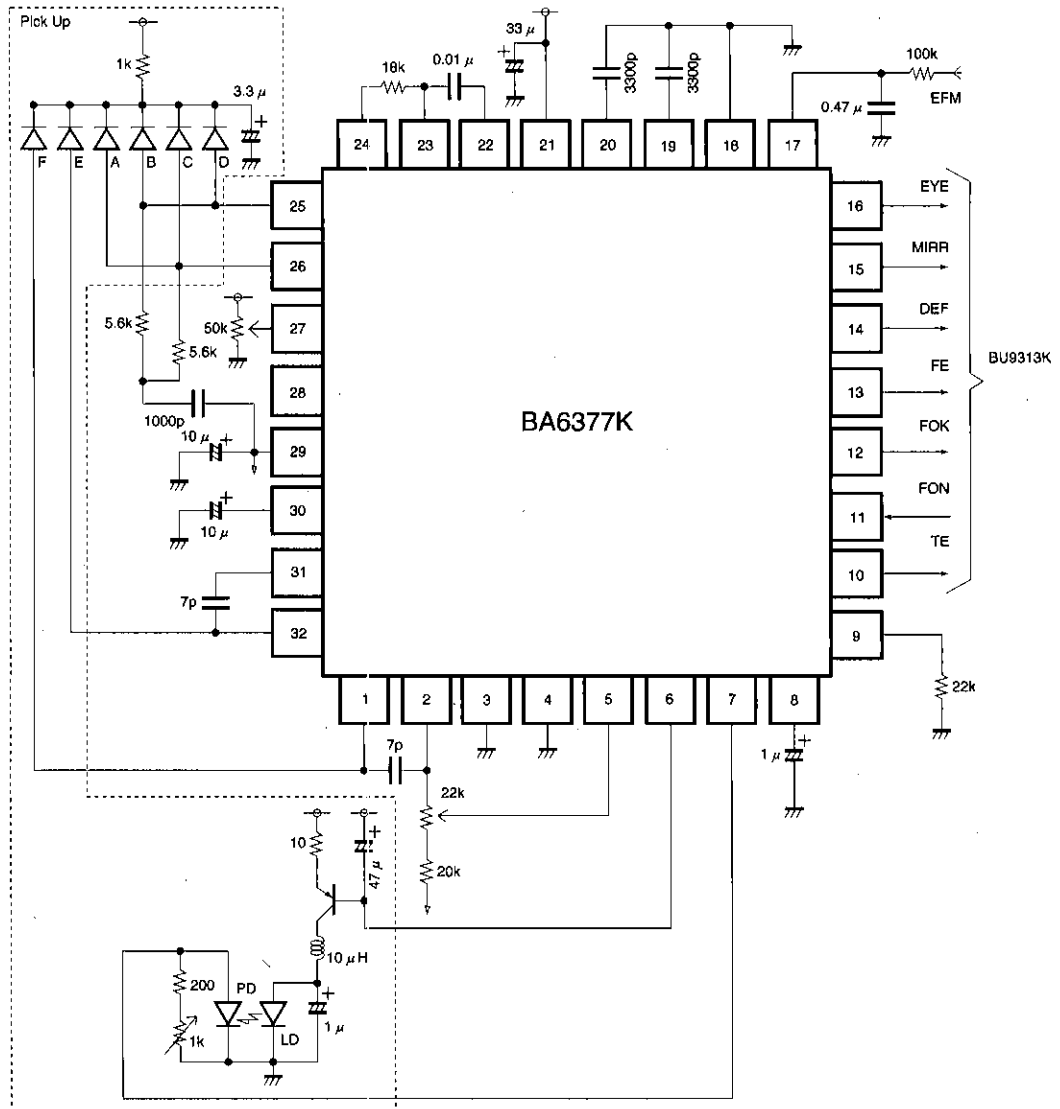 Pick Up
1k
3.3 μ
F
E
A
B
C
D
33 μ
18k
0.01 μ
3300p
3300p
100k
EFM
0.47 μ
24
23
22
21
20
19
18
17
25
26
27
28
29
30
31
32
5.6k
5.6k
50k
1000p
10 μ
10 μ
7p
BA6377K
16
15
14
13
12
11
10
9
EYE
MIRR
DEF
FE
FOK
FON
TE
BU9313K
22k
1
2
3
4
5
6
7
8
7p
1 μ
22k
20k
10
47 μ
10 μH
200
PD
LD
1k
1 μ